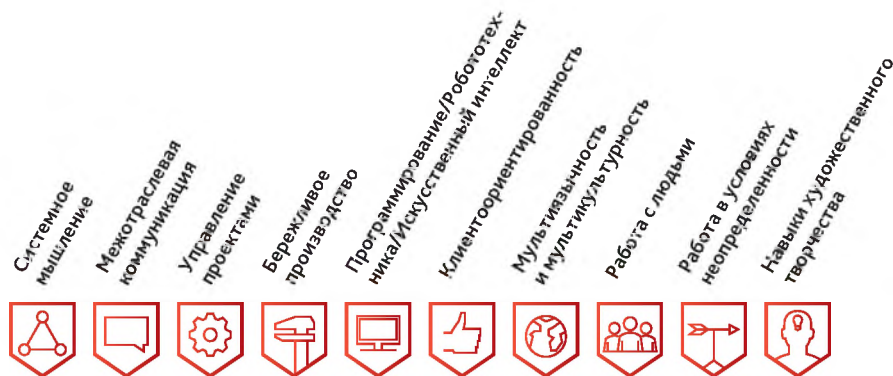 Системное
мышление
Межотраслевая
коммуникация
Управление
проектами
Бережливое
производство
Программирование/Робототех-
ника/Искусственный интеллект
Клиентоориентированность
Мультиязычность
и мультикультурность
Работа с людьми
Работа в условиях
неопределенности
Навыки художественного
творчества